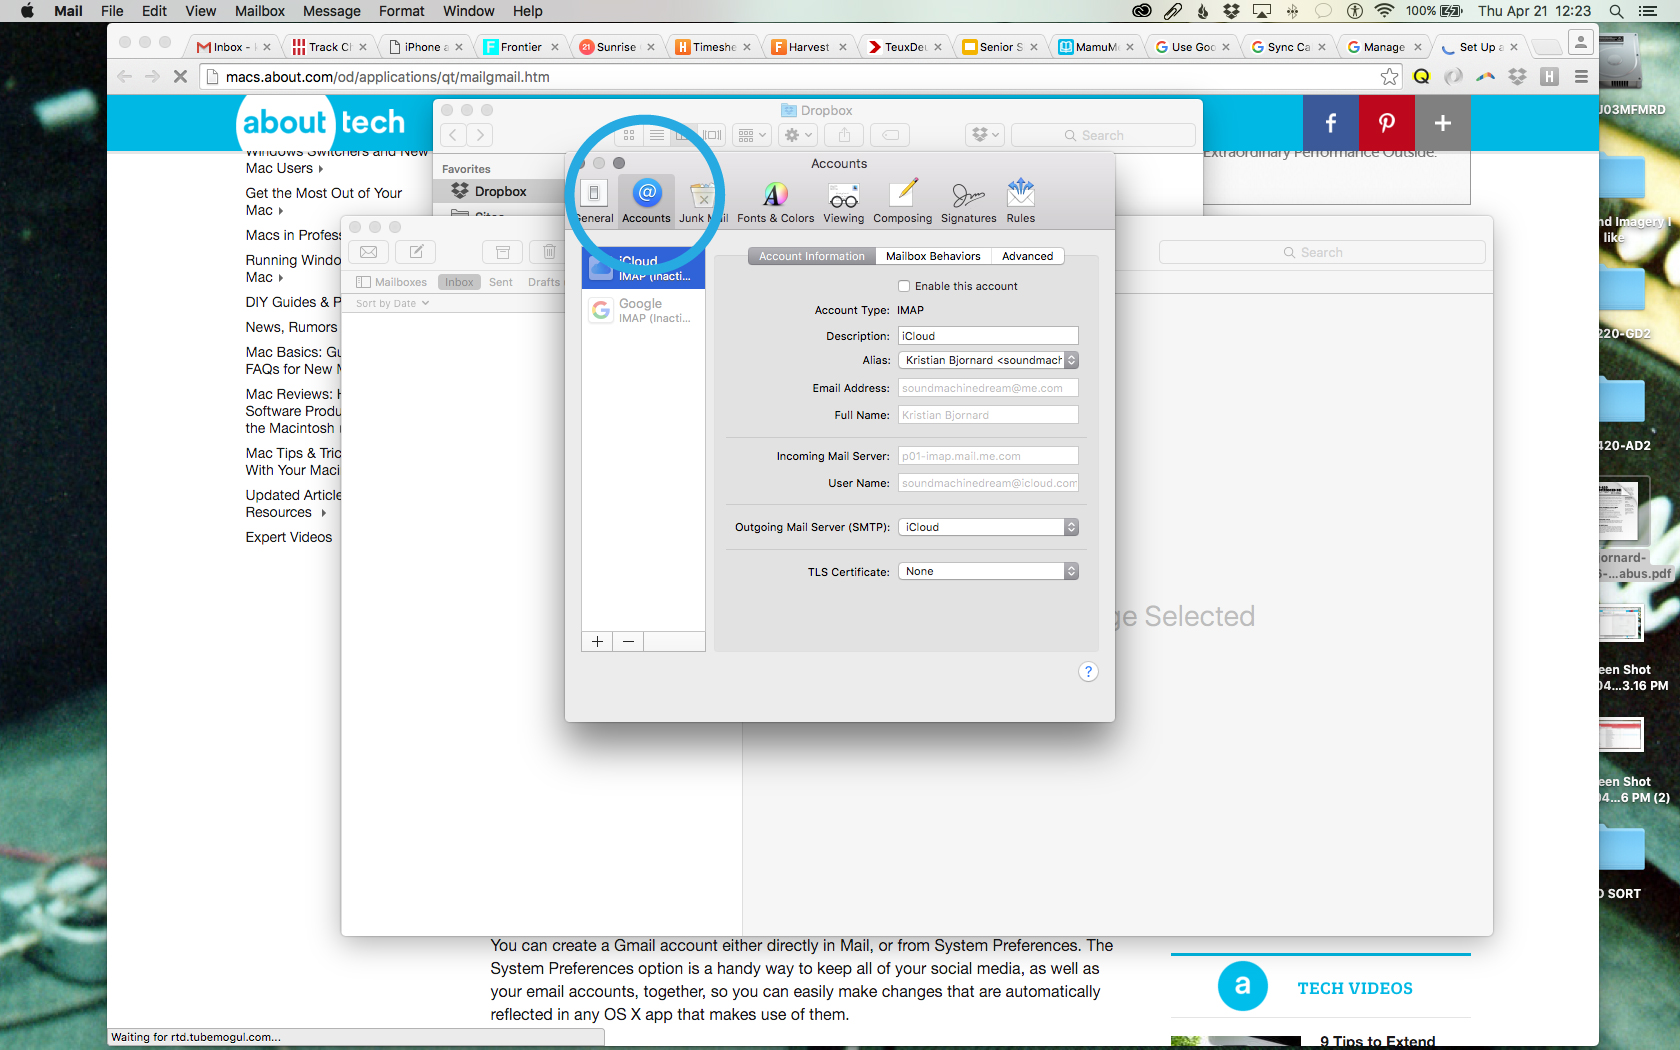 Mail File Edit View Mailbox Message Format Window Help
100% Thu Apr 21 12:23
Inbox - Track Cl iPhone a Frontier Sunrise Timeshe Harvest TeuxDeu Senior S MamuMe Use Goo Sync Ca Manage Set Up a
macs.about.com/od/applications/qt/mailgmail.htm
about tech
Windows Switchers and New
Mac Users
Get the Most Out of Your
Mac
Macs in Profess
Running Windo
Mac
DIY Guides & P
News, Rumors
Mac Basics: Gu
FAQs for New M
Mac Reviews: H
Software Produ
the Macintosh
Mac Tips & Tric
With Your Maci
Updated Article
Resources
Expert Videos
Dropbox
Search
Favorites
Dropbox
Sites
Extraordinary Performance Outside.
Mailboxes Inbox Sent Drafts
Sort by Date
Search
ge Selected
Accounts
General Accounts Junk Mail Fonts & Colors Viewing Composing Signatures Rules
iCloud
IMAP (Inacti...
Google
IMAP (Inacti...
Account Information Mailbox Behaviors Advanced
Enable this account
Account Type: IMAP
Description: iCloud
Alias: Kristian Bjornard <soundmach
Email Address: soundmachinedream@me.com
Full Name: Kristian Bjornard
Incoming Mail Server: p01-imap.mail.me.com
User Name: soundmachinedream@icloud.com
Outgoing Mail Server (SMTP): iCloud
TLS Certificate: None
+ −
?
You can create a Gmail account either directly in Mail, or from System Preferences. The
System Preferences option is a handy way to keep all of your social media, as well as
your email accounts, together, so you can easily make changes that are automatically
reflected in any OS X app that makes use of them.
a TECH VIDEOS
9 Tips to Extend
Waiting for rtd.tubemogul.com...
J03MFMRD
nd Imagery I
like
220-GD2
420-AD2
ornard-
6-...abus.pdf
een Shot
04...3.16 PM
een Shot
04...6 PM (2)
O SORT